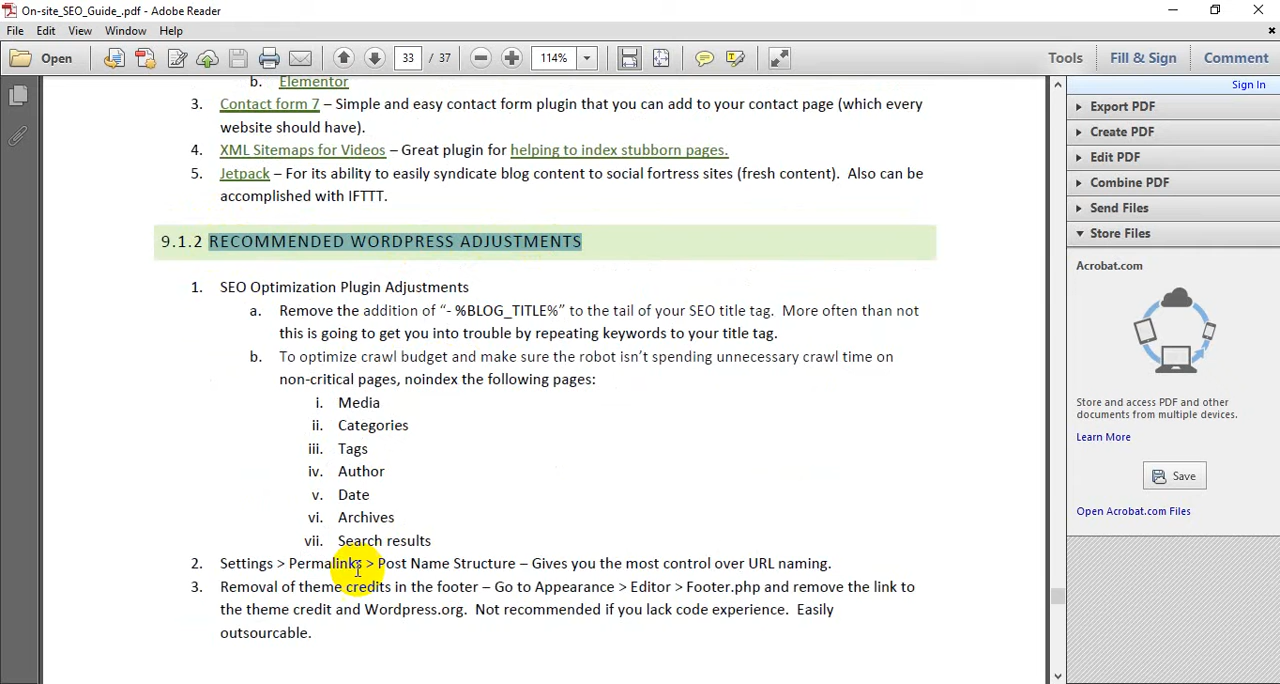 On-site_SEO_Guide_.pdf - Adobe Reader
File Edit View Window Help
Open 33 / 37 114% Tools Fill & Sign Comment
Sign In
b. Elementor
3. Contact form 7 – Simple and easy contact form plugin that you can add to your contact page (which every
website should have).
4. XML Sitemaps for Videos – Great plugin for helping to index stubborn pages.
5. Jetpack – For its ability to easily syndicate blog content to social fortress sites (fresh content). Also can be
accomplished with IFTTT.
9.1.2 RECOMMENDED WORDPRESS ADJUSTMENTS
1. SEO Optimization Plugin Adjustments
a. Remove the addition of “- %BLOG_TITLE%” to the tail of your SEO title tag. More often than not
this is going to get you into trouble by repeating keywords to your title tag.
b. To optimize crawl budget and make sure the robot isn’t spending unnecessary crawl time on
non-critical pages, noindex the following pages:
i. Media
ii. Categories
iii. Tags
iv. Author
v. Date
vi. Archives
vii. Search results
2. Settings > Permalinks > Post Name Structure – Gives you the most control over URL naming.
3. Removal of theme credits in the footer – Go to Appearance > Editor > Footer.php and remove the link to
the theme credit and Wordpress.org. Not recommended if you lack code experience. Easily
outsourcable.
Export PDF
Create PDF
Edit PDF
Combine PDF
Send Files
Store Files
Acrobat.com
Store and access PDF and other
documents from multiple devices.
Learn More
Save
Open Acrobat.com Files